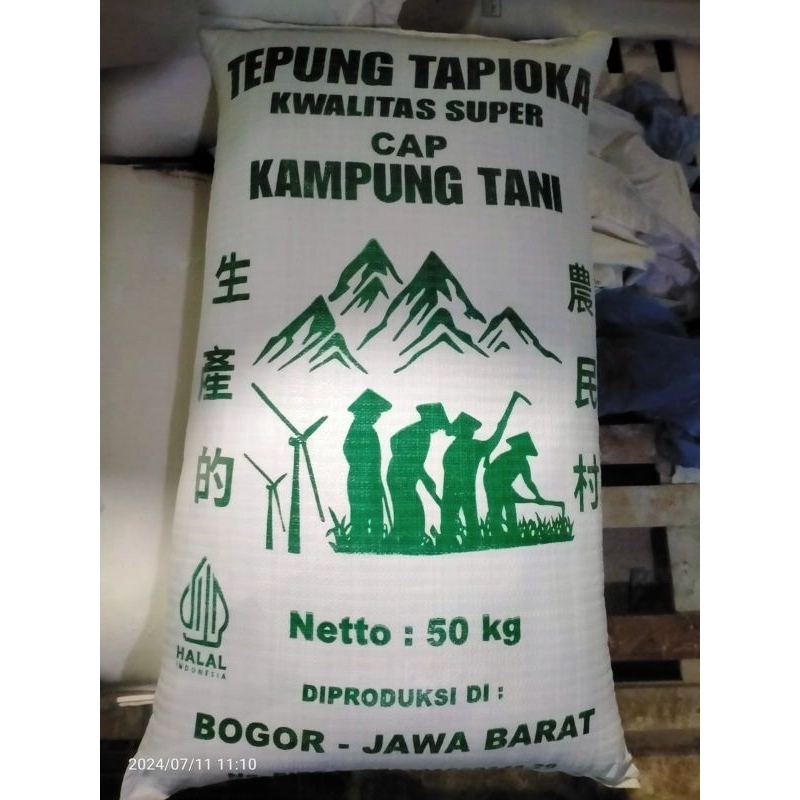 TEPUNG TAPIOKA
KWALITAS SUPER
CAP
KAMPUNG TANI
生產的
農民村
HALAL
INDONESIA
Netto : 50 kg
DIPRODUKSI DI :
BOGOR - JAWA BARAT
2024/07/11 11:10